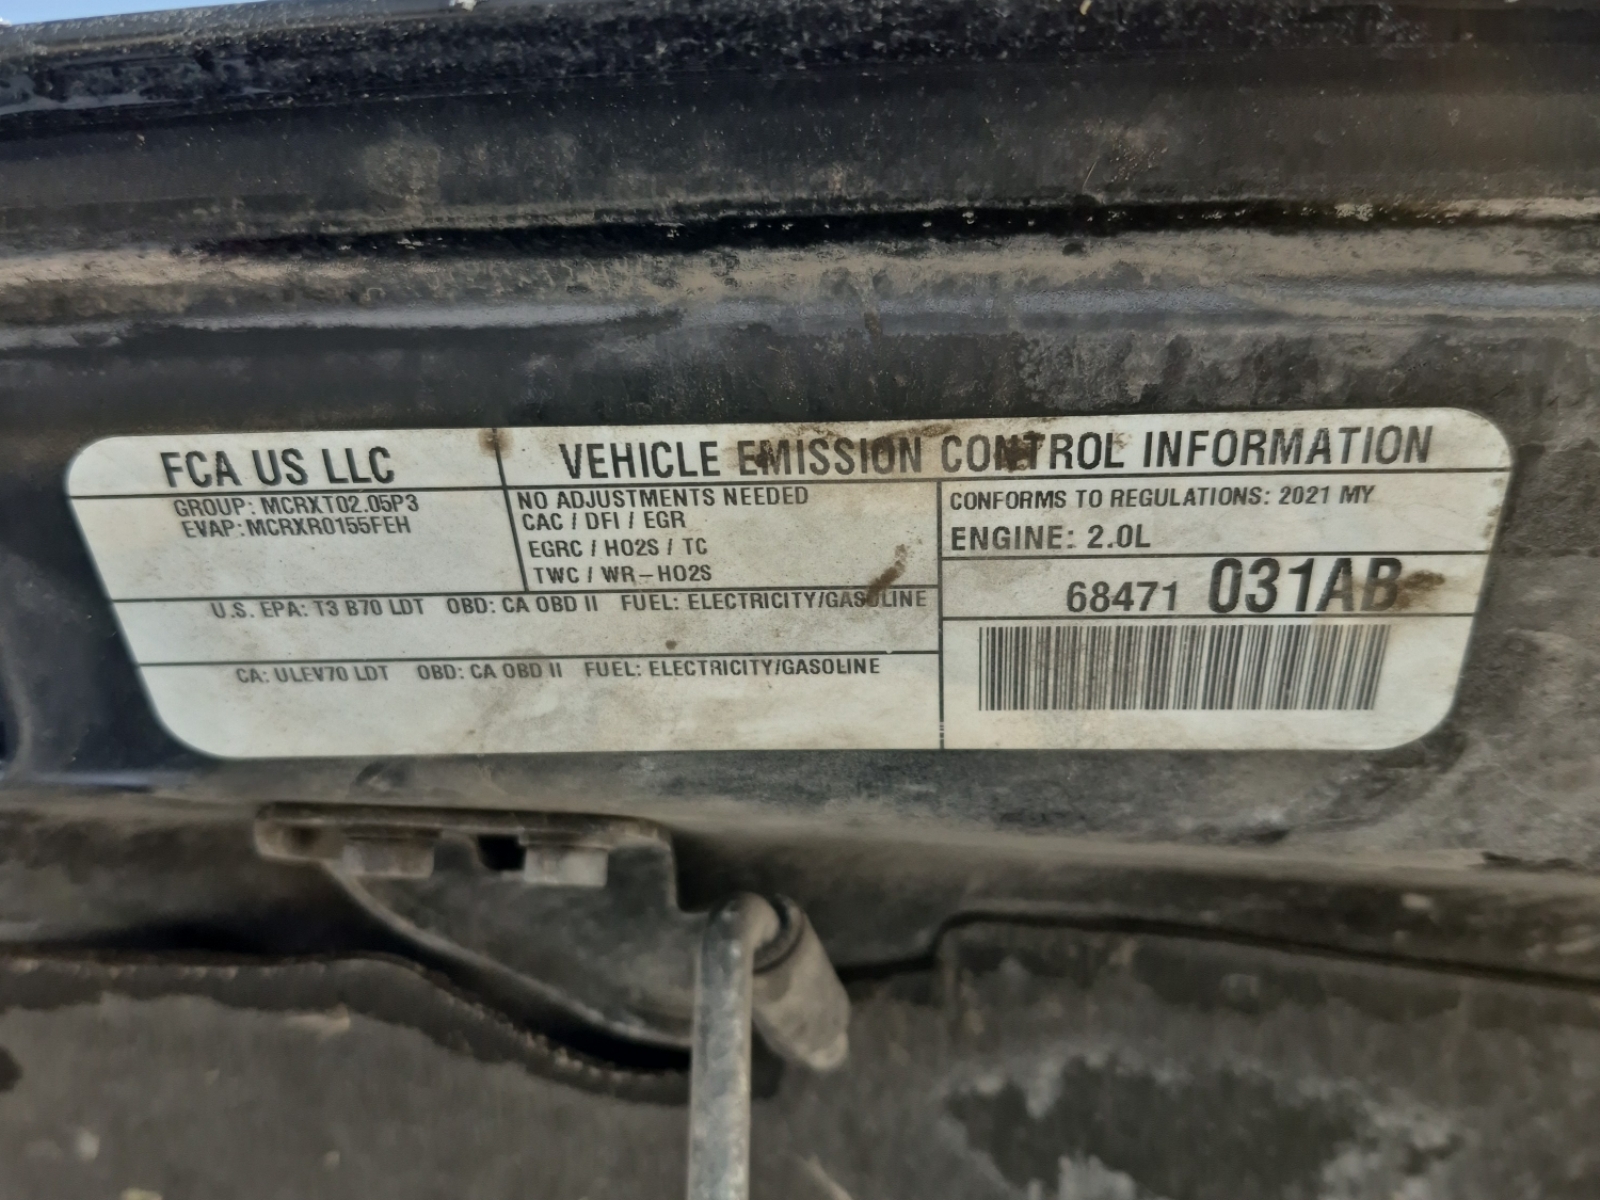 FCA US LLC
VEHICLE EMISSION CONTROL INFORMATION
GROUP: MCRXT02.05P3
EVAP: MCRXR0155FEH
NO ADJUSTMENTS NEEDED
CAC / DFI / EGR
EGRC / HO2S / TC
TWC / WR-HO2S
CONFORMS TO REGULATIONS: 2021 MY
ENGINE: 2.0L
68471 031AB
U.S. EPA: T3 B70 LDT OBD: CA OBD II FUEL: ELECTRICITY/GASOLINE
CA: ULEV70 LDT OBD: CA OBD II FUEL: ELECTRICITY/GASOLINE